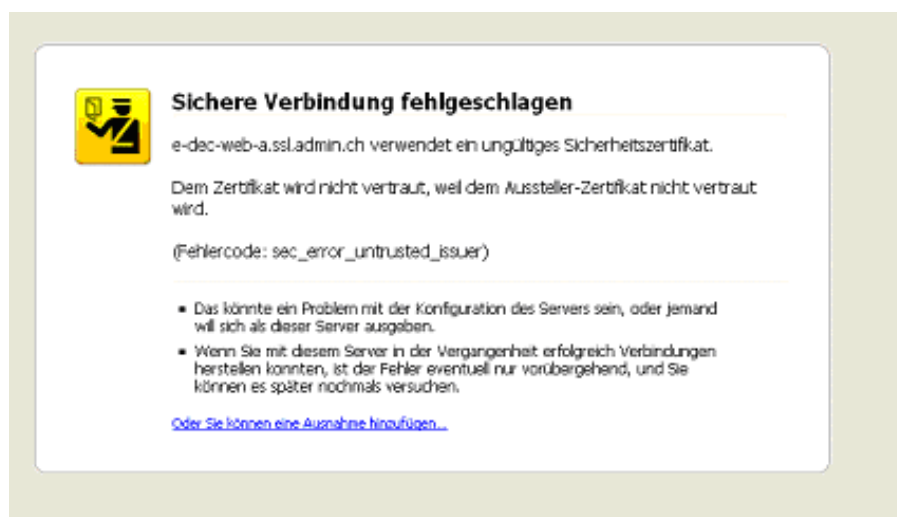 Sichere Verbindung fehlgeschlagen
e-dec-web-a.ssl.admin.ch verwendet ein ungültiges Sicherheitszertifikat.
Dem Zertifikat wird nicht vertraut, weil dem Aussteller-Zertifikat nicht vertraut
wird.
(Fehlercode: sec_error_untrusted_issuer)
▪ Das könnte ein Problem mit der Konfiguration des Servers sein, oder jemand
will sich als dieser Server ausgeben.
▪ Wenn Sie mit diesem Server in der Vergangenheit erfolgreich Verbindungen
herstellen konnten, ist der Fehler eventuell nur vorübergehend, und Sie
können es später nochmals versuchen.
Oder Sie können eine Ausnahme hinzufügen…